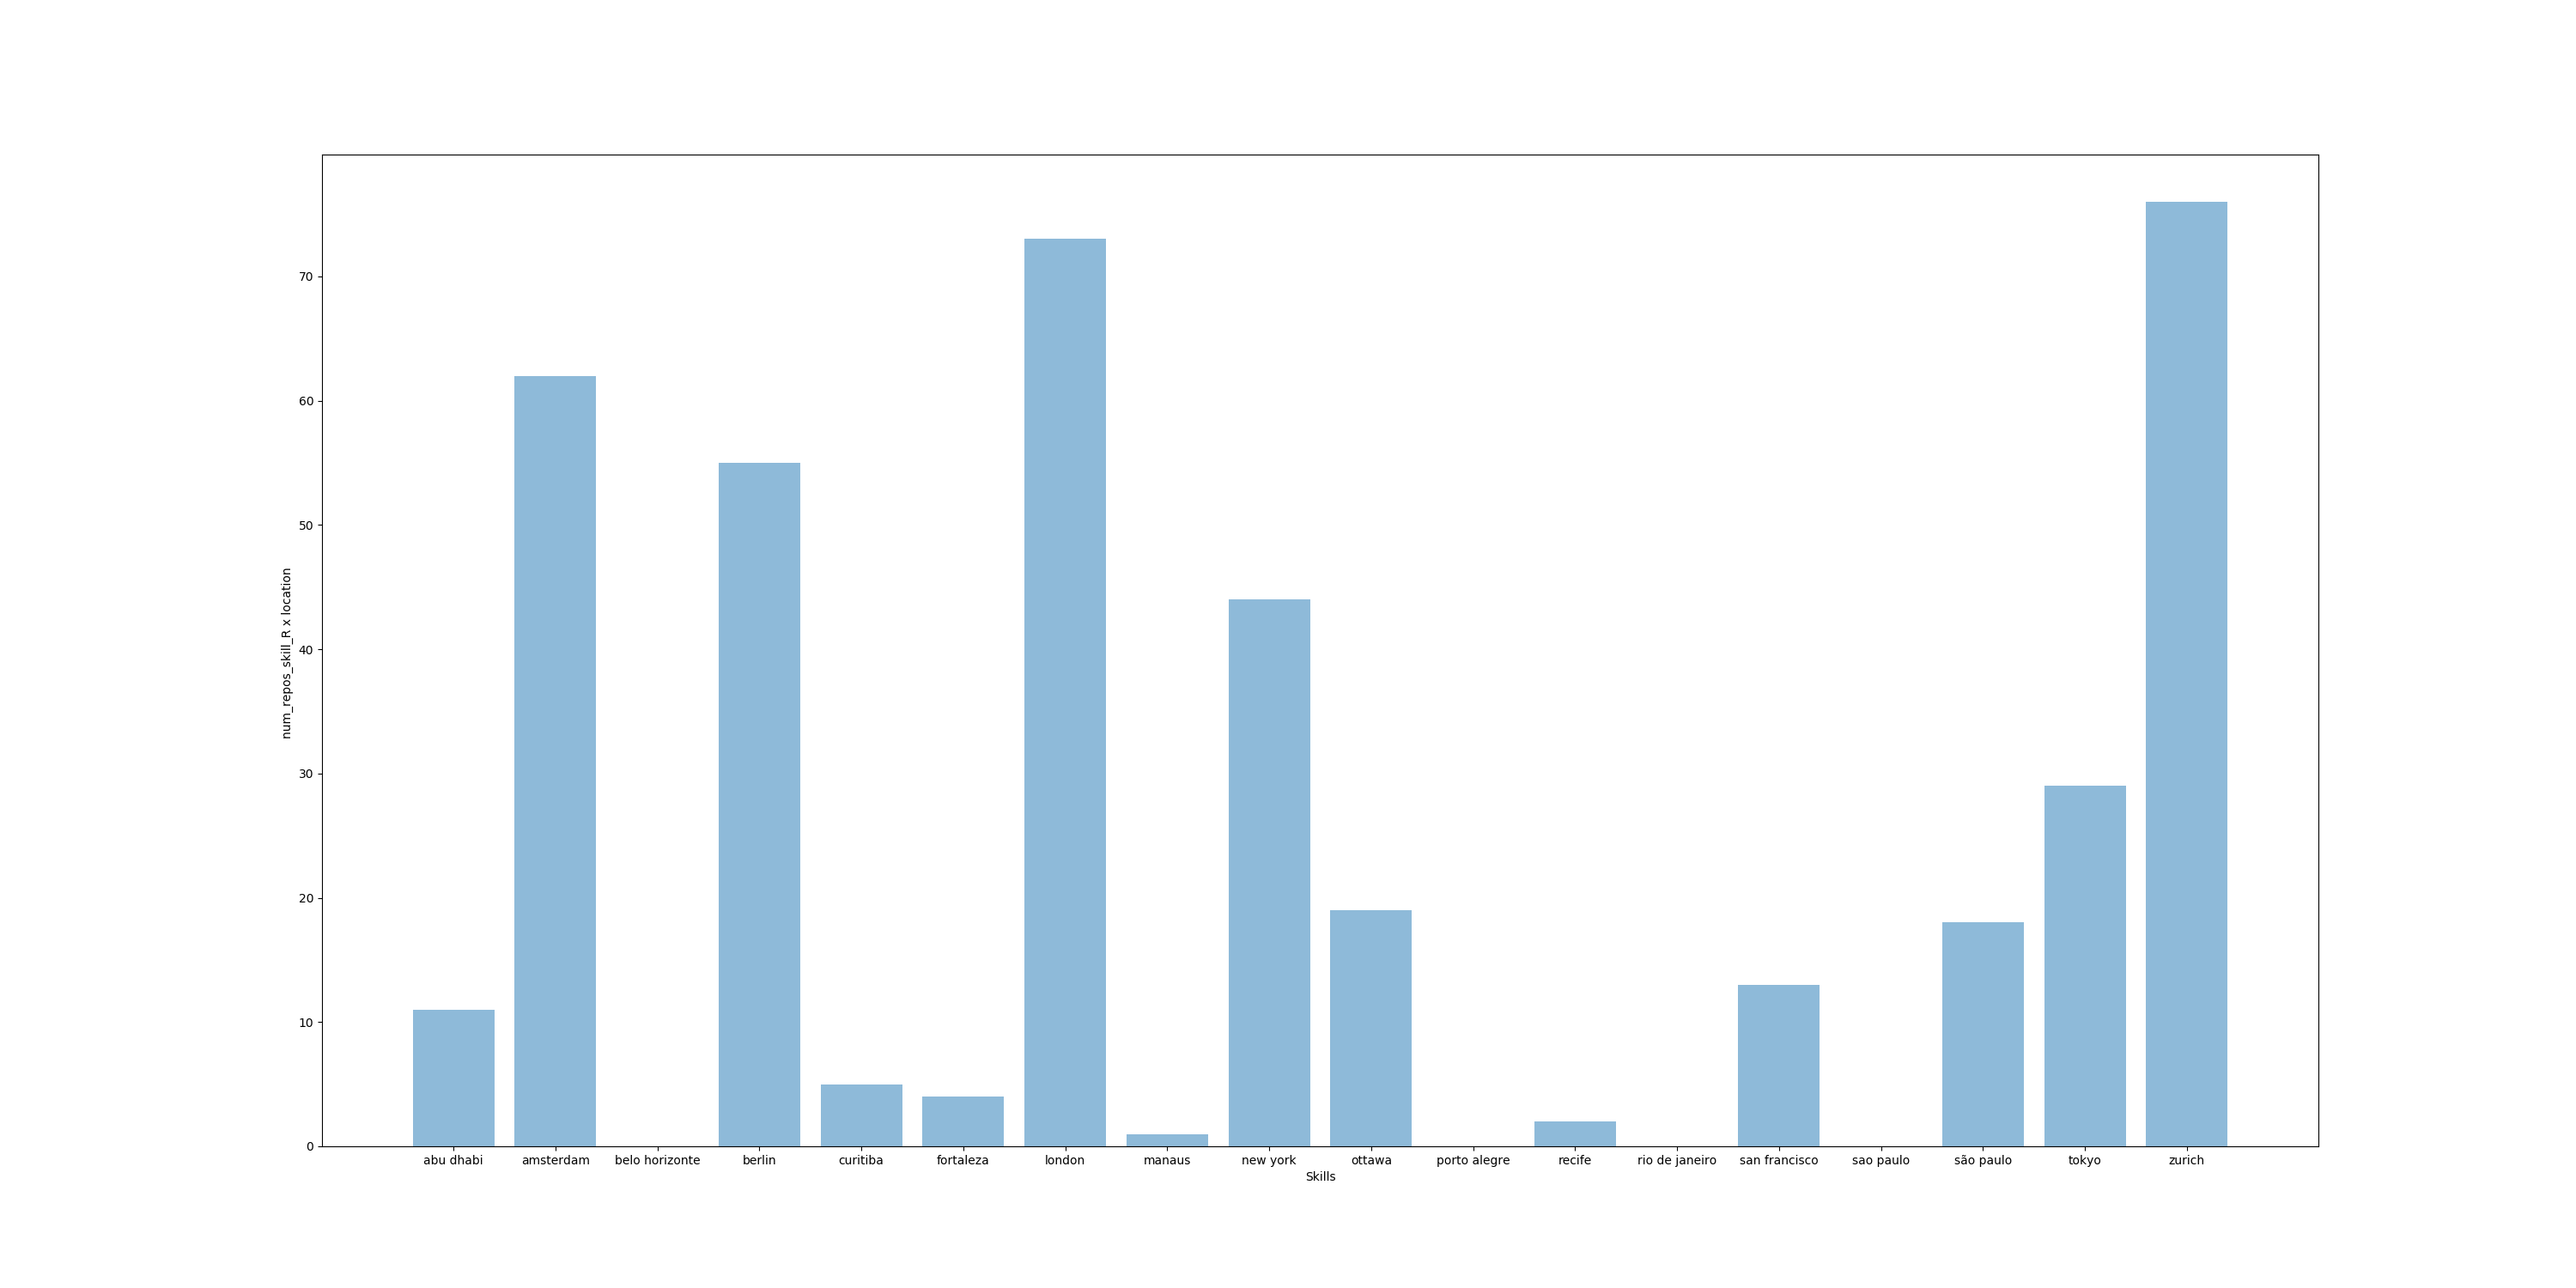 num_repos_skill_R x location
70
60
50
40
30
20
10
0
abu dhabi amsterdam belo horizonte berlin curitiba fortaleza london manaus new york ottawa porto alegre recife rio de janeiro san francisco sao paulo são paulo tokyo zurich
Skills